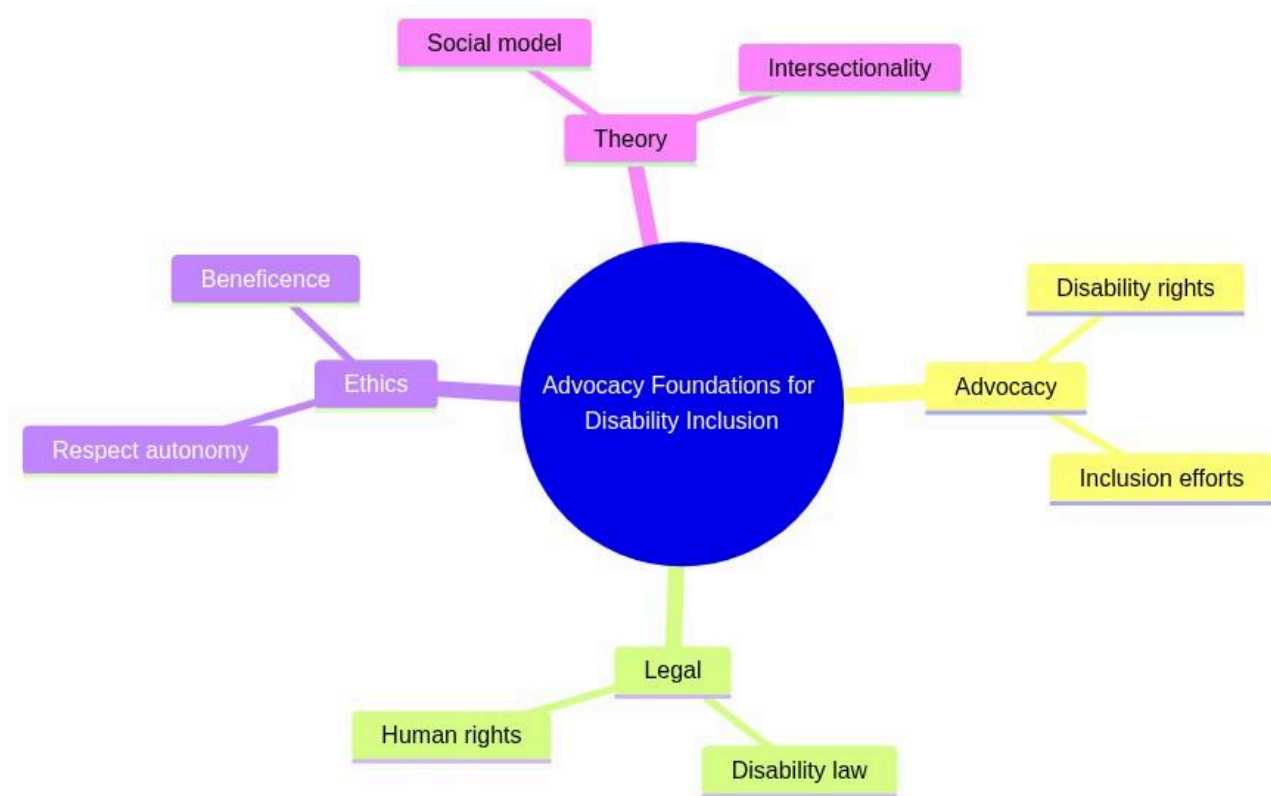 Social model
Intersectionality
Theory
Beneficence
Disability rights
Ethics
Advocacy Foundations for
Disability Inclusion
Advocacy
Respect autonomy
Inclusion efforts
Legal
Human rights
Disability law